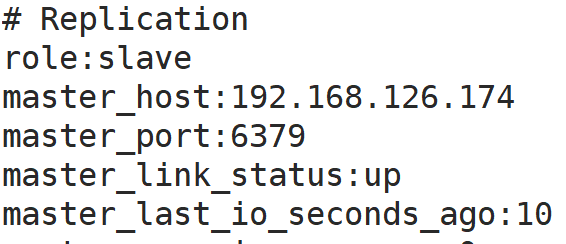 # Replication
role:slave
master_host:192.168.126.174
master_port:6379
master_link_status:up
master_last_io_seconds_ago:10